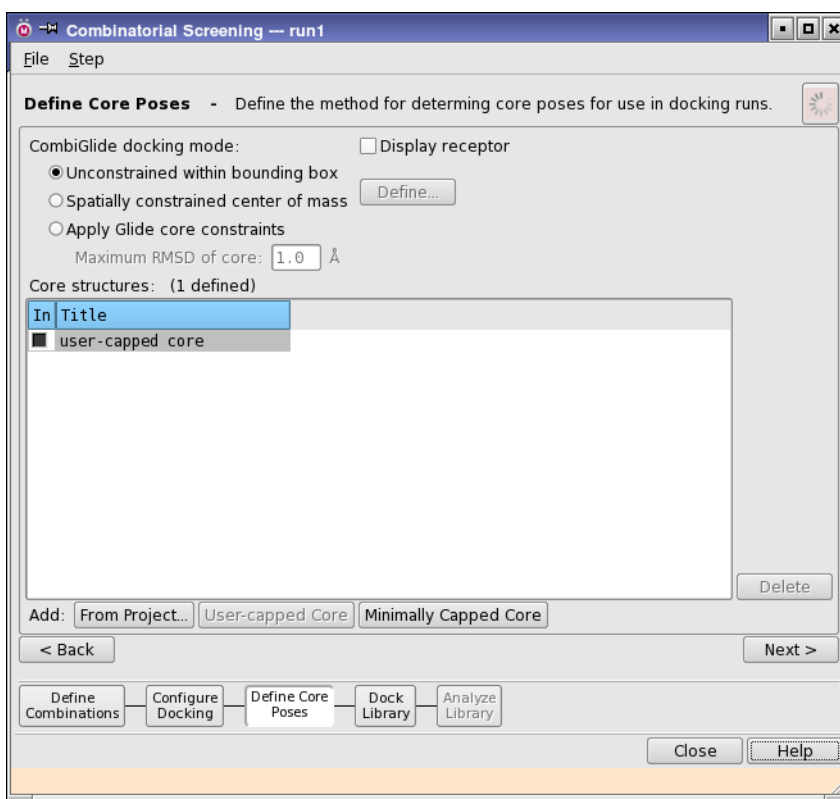 Combinatorial Screening --- run1
File Step
Define Core Poses - Define the method for determing core poses for use in docking runs.
CombiGlide docking mode: Display receptor
Unconstrained within bounding box
Spatially constrained center of mass Define...
Apply Glide core constraints
Maximum RMSD of core: 1.0 Å
Core structures: (1 defined)
In Title
user-capped core
Delete
Add: From Project... User-capped Core Minimally Capped Core
< Back Next >
Define Combinations Configure Docking Define Core Poses Dock Library Analyze Library
Close Help